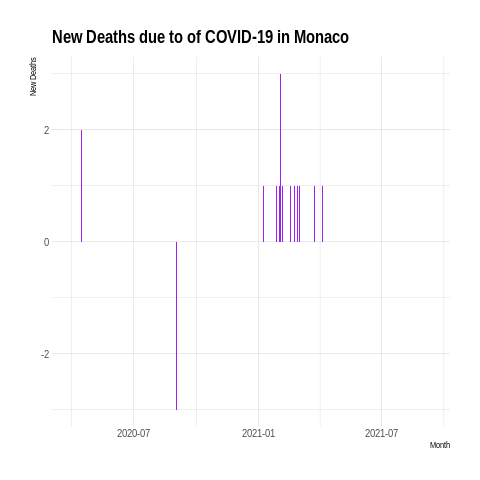 New Deaths due to of COVID-19 in Monaco
New Deaths
2
0
-2
2020-07
2021-01
2021-07
Month